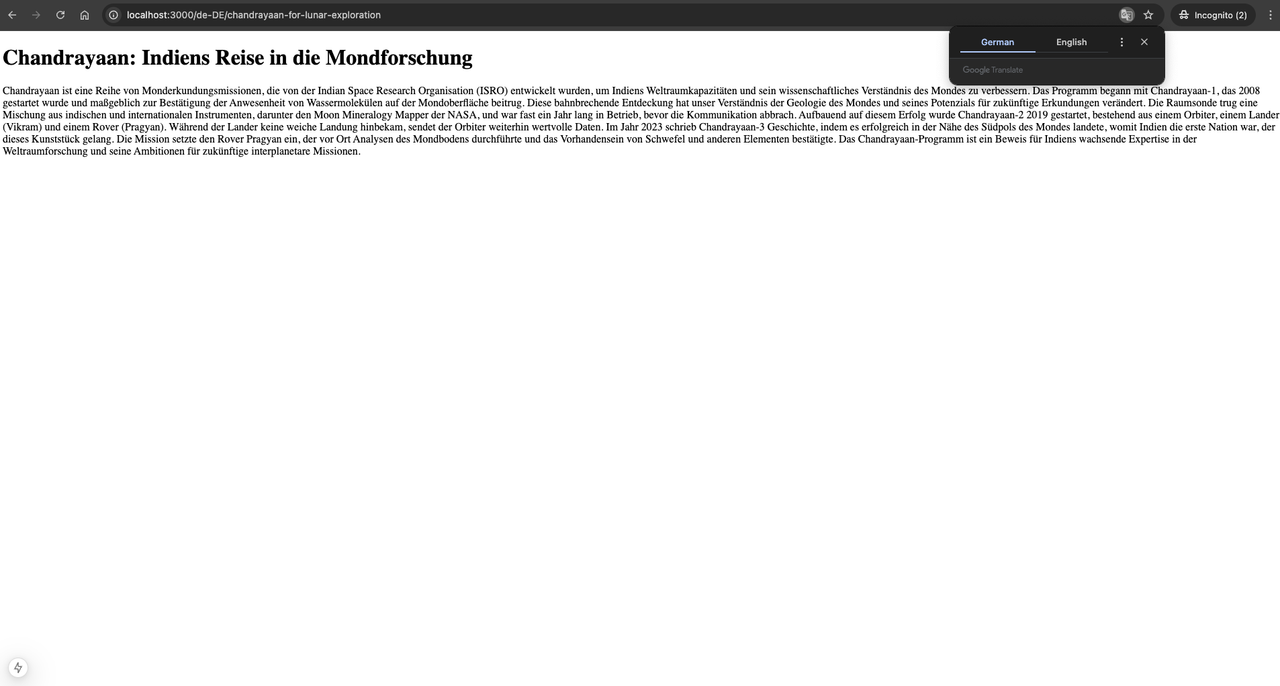 localhost:3000/de-DE/chandrayaan-for-lunar-exploration
Incognito (2)
German English
Google Translate
Chandrayaan: Indiens Reise in die Mondforschung
Chandrayaan ist eine Reihe von Monderkundungsmissionen, die von der Indian Space Research Organisation (ISRO) entwickelt wurden, um Indiens Weltraumkapazitäten und sein wissenschaftliches Verständnis des Mondes zu verbessern. Das Programm begann mit Chandrayaan-1, das 2008
gestartet wurde und maßgeblich zur Bestätigung der Anwesenheit von Wassermolekülen auf der Mondoberfläche beitrug. Diese bahnbrechende Entdeckung hat unser Verständnis der Geologie des Mondes und seines Potenzials für zukünftige Erkundungen verändert. Die Raumsonde trug eine
Mischung aus indischen und internationalen Instrumenten, darunter den Moon Mineralogy Mapper der NASA, und war fast ein Jahr lang in Betrieb, bevor die Kommunikation abbrach. Aufbauend auf diesem Erfolg wurde Chandrayaan-2 2019 gestartet, bestehend aus einem Orbiter, einem Lander
(Vikram) und einem Rover (Pragyan). Während der Lander keine weiche Landung hinbekam, sendet der Orbiter weiterhin wertvolle Daten. Im Jahr 2023 schrieb Chandrayaan-3 Geschichte, indem es erfolgreich in der Nähe des Südpols des Mondes landete, womit Indien die erste Nation war, der
dieses Kunststück gelang. Die Mission setzte den Rover Pragyan ein, der vor Ort Analysen des Mondbodens durchführte und das Vorhandensein von Schwefel und anderen Elementen bestätigte. Das Chandrayaan-Programm ist ein Beweis für Indiens wachsende Expertise in der
Weltraumforschung und seine Ambitionen für zukünftige interplanetare Missionen.